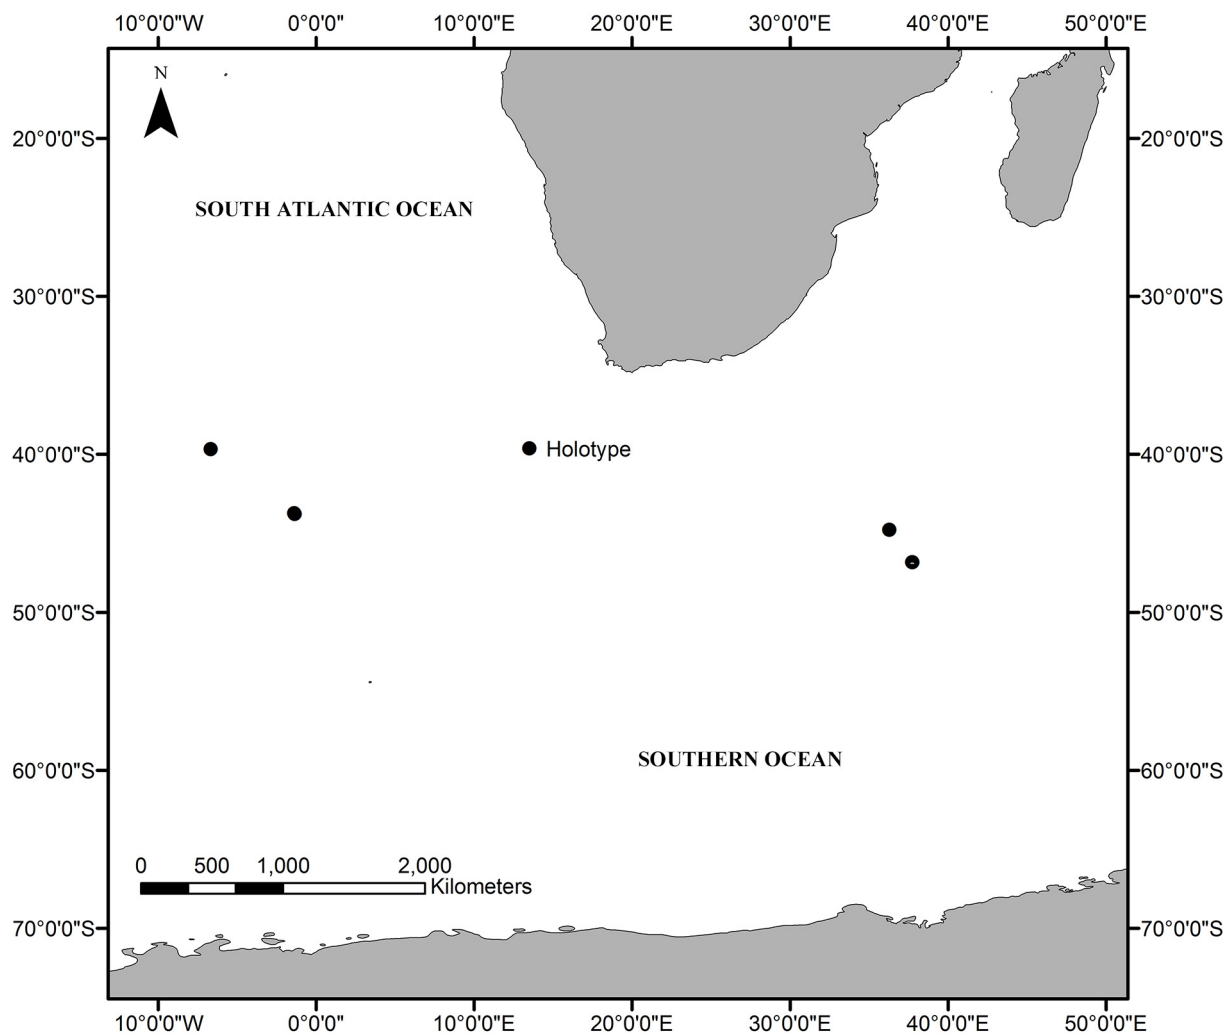 10°0'0"W 0°0'0" 10°0'0"E 20°0'0"E 30°0'0"E 40°0'0"E 50°0'0"E
N
20°0'0"S 20°0'0"S
SOUTH ATLANTIC OCEAN
30°0'0"S 30°0'0"S
Holotype
40°0'0"S 40°0'0"S
50°0'0"S 50°0'0"S
SOUTHERN OCEAN
60°0'0"S 60°0'0"S
0 500 1,000 2,000
Kilometers
70°0'0"S 70°0'0"S
10°0'0"W 0°0'0" 10°0'0"E 20°0'0"E 30°0'0"E 40°0'0"E 50°0'0"E